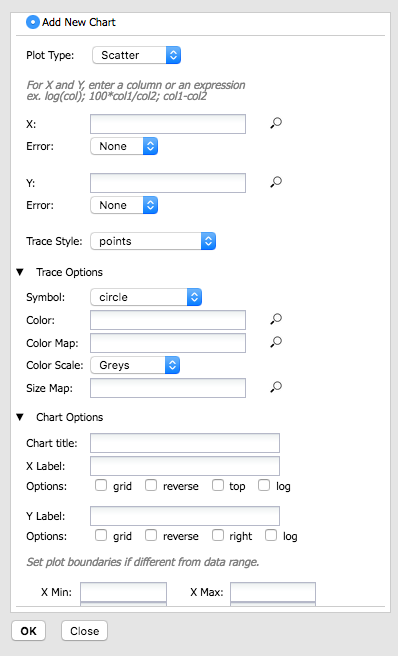 Add New Chart
Plot Type: Scatter
For X and Y, enter a column or an expression
ex. log(col); 100*col1/col2; col1-col2
X:
Error: None
Y:
Error: None
Trace Style: points
Trace Options
Symbol: circle
Color:
Color Map:
Color Scale: Greys
Size Map:
Chart Options
Chart title:
X Label:
Options: grid reverse top log
Y Label:
Options: grid reverse right log
Set plot boundaries if different from data range.
X Min: X Max:
OK Close